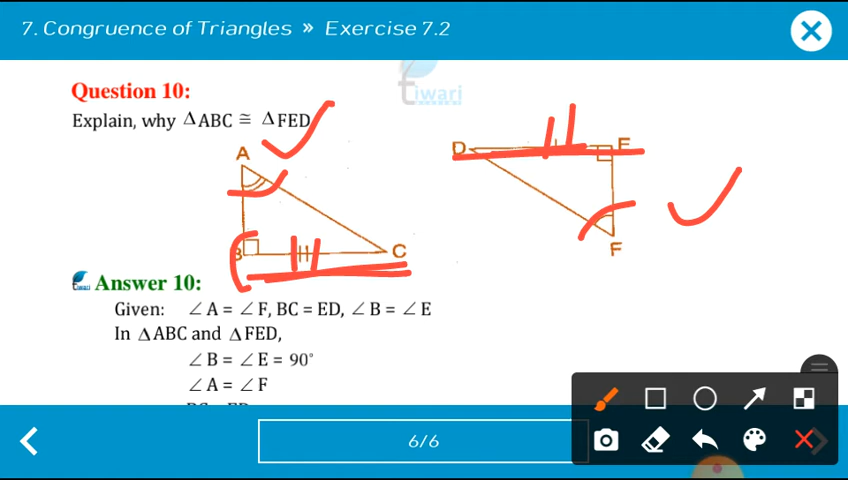 7. Congruence of Triangles » Exercise 7.2
Question 10:
Explain, why ΔABC ≅ ΔFED
tiwari
A
D
E
B
C
F
Answer 10:
Given: ∠A = ∠F, BC = ED, ∠B = ∠E
In ΔABC and ΔFED,
∠B = ∠E = 90°
∠A = ∠F
6/6